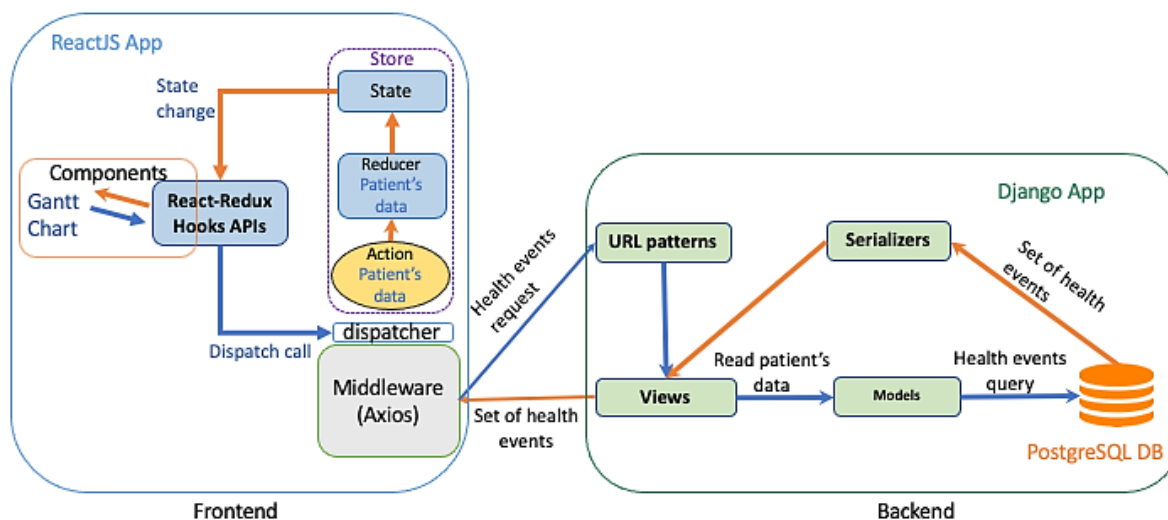 ReactJS App
Store
State
change
State
Reducer
Patient's
data
Components
Gantt
Chart
React-Redux
Hooks APIs
Action
Patient's
data
dispatcher
Dispatch call
Middleware
(Axios)
Frontend
Health events
request
Set of health
events
Django App
URL patterns
Serializers
Set of health
events
Views
Read patient's
data
Models
Health events
query
PostgreSQL DB
Backend